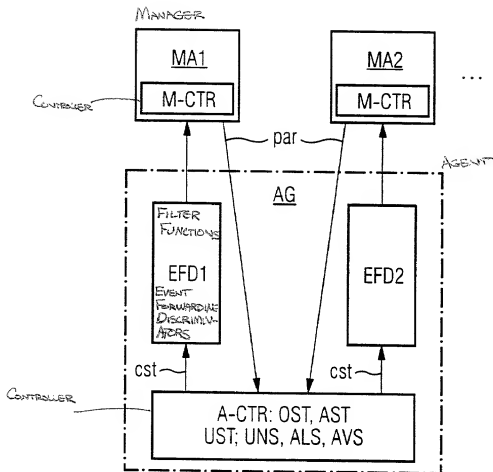 MANAGER
MA1
M-CTR
MA2
M-CTR
...
CONTROLLER
par
AGENT
AG
FILTER
FUNCTIONS
EFD1
EVENT
FORWARDING
DISCRIMIN-
ATORS
EFD2
cst
cst
CONTROLLER
A-CTR: OST, AST
UST; UNS, ALS, AVS